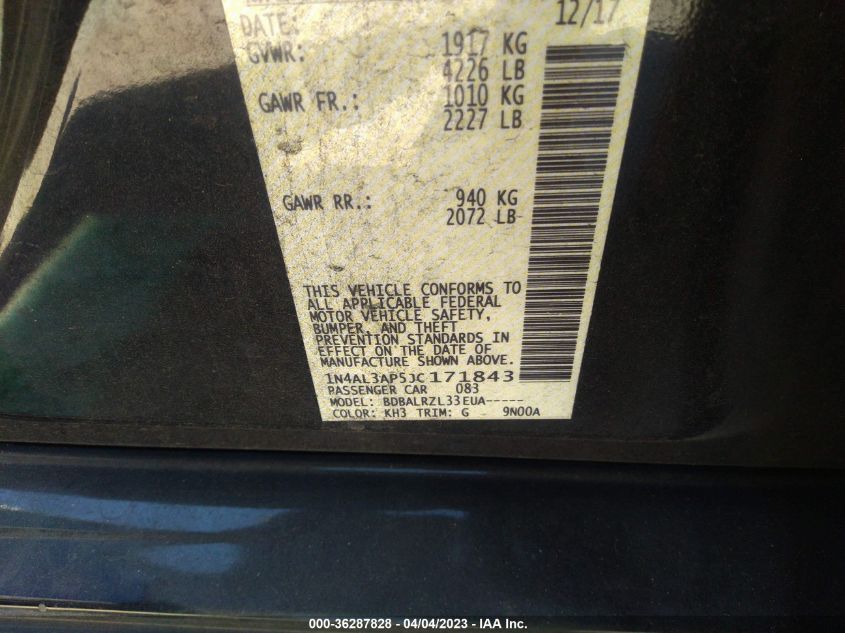 DATE: 12/17
GVWR: 1917 KG
4226 LB
GAWR FR.: 1010 KG
2227 LB
GAWR RR.: 940 KG
2072 LB
THIS VEHICLE CONFORMS TO
ALL APPLICABLE FEDERAL
MOTOR VEHICLE SAFETY,
BUMPER, AND THEFT
PREVENTION STANDARDS IN
EFFECT ON THE DATE OF
MANUFACTURE SHOWN ABOVE.
1N4AL3AP5JC171843
PASSENGER CAR 083
MODEL: BDBALRZL33EUA-----
COLOR: KH3 TRIM: G 9N00A
000-36287828 - 04/04/2023 - IAA Inc.